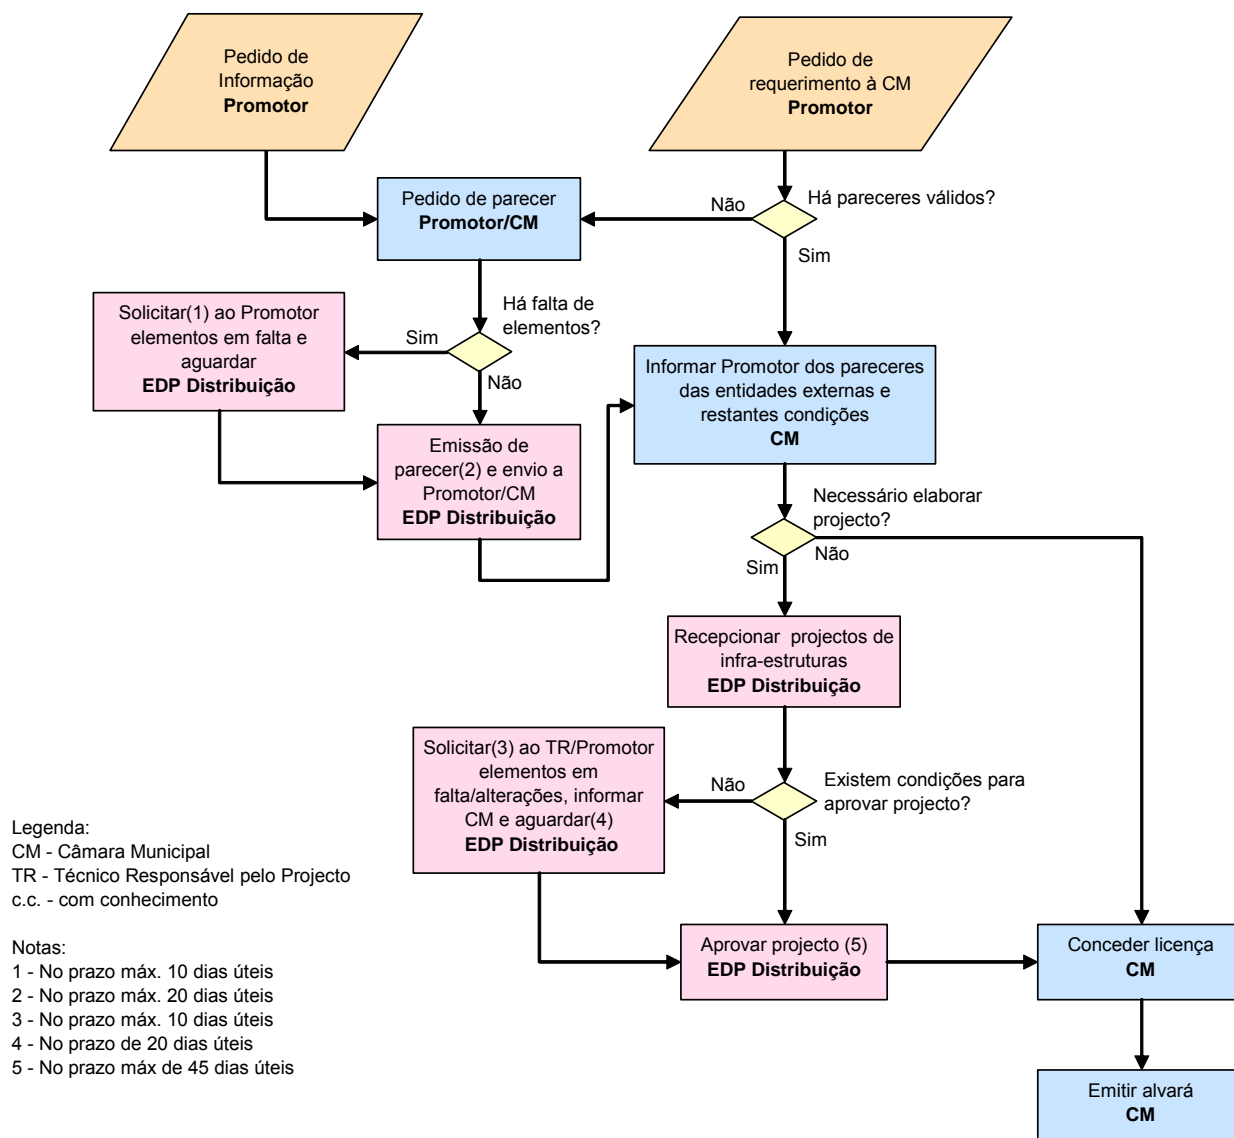 Pedido de
Informação
Promotor
Pedido de
requerimento à CM
Promotor
Pedido de parecer
Promotor/CM
Não
Há pareceres válidos?
Sim
Solicitar(1) ao Promotor
elementos em falta e
aguardar
EDP Distribuição
Sim
Há falta de
elementos?
Não
Informar Promotor dos pareceres
das entidades externas e
restantes condições
CM
Emissão de
parecer(2) e envio a
Promotor/CM
EDP Distribuição
Necessário elaborar
projecto?
Sim
Não
Recepcionar  projectos de
infra-estruturas
EDP Distribuição
Solicitar(3) ao TR/Promotor
elementos em
falta/alterações, informar
CM e aguardar(4)
EDP Distribuição
Não
Existem condições para
aprovar projecto?
Sim
Aprovar projecto (5)
EDP Distribuição
Conceder licença
CM
Emitir alvará
CM
Legenda:
CM - Câmara Municipal
TR - Técnico Responsável pelo Projecto
c.c. - com conhecimento
Notas:
1 - No prazo máx. 10 dias úteis
2 - No prazo máx. 20 dias úteis
3 - No prazo máx. 10 dias úteis
4 - No prazo de 20 dias úteis
5 - No prazo máx de 45 dias úteis